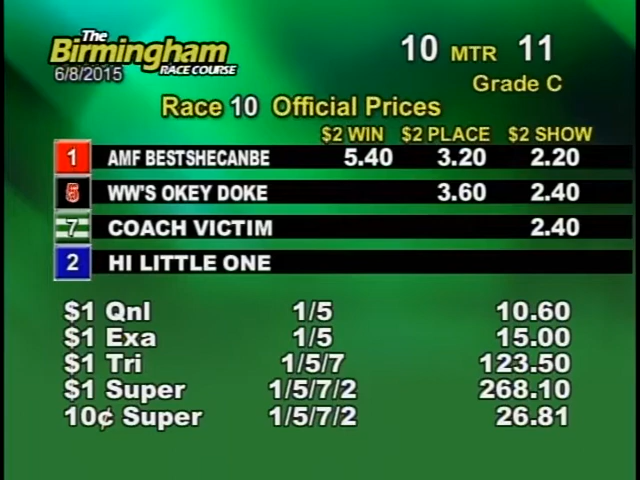 The
Birmingham
RACE COURSE
6/8/2015
10 MTR 11
Grade C
Race 10 Official Prices
$2 WIN $2 PLACE $2 SHOW
1 AMF BESTSHECANBE 5.40 3.20 2.20
5 WW'S OKEY DOKE 3.60 2.40
7 COACH VICTIM 2.40
2 HI LITTLE ONE
$1 Qnl 1/5 10.60
$1 Exa 1/5 15.00
$1 Tri 1/5/7 123.50
$1 Super 1/5/7/2 268.10
10¢ Super 1/5/7/2 26.81